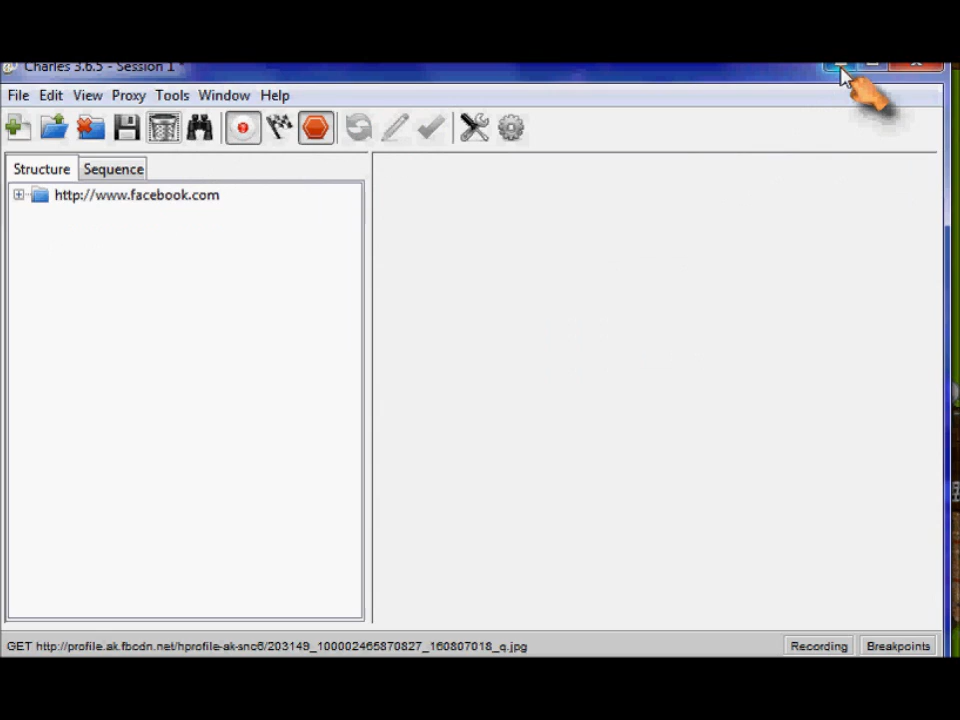 Charles 3.6.5 - Session 1 *
File Edit View Proxy Tools Window Help
Structure Sequence
http://www.facebook.com
GET http://profile.ak.fbcdn.net/hprofile-ak-snc6/203149_100002465870827_160807018_q.jpg Recording Breakpoints